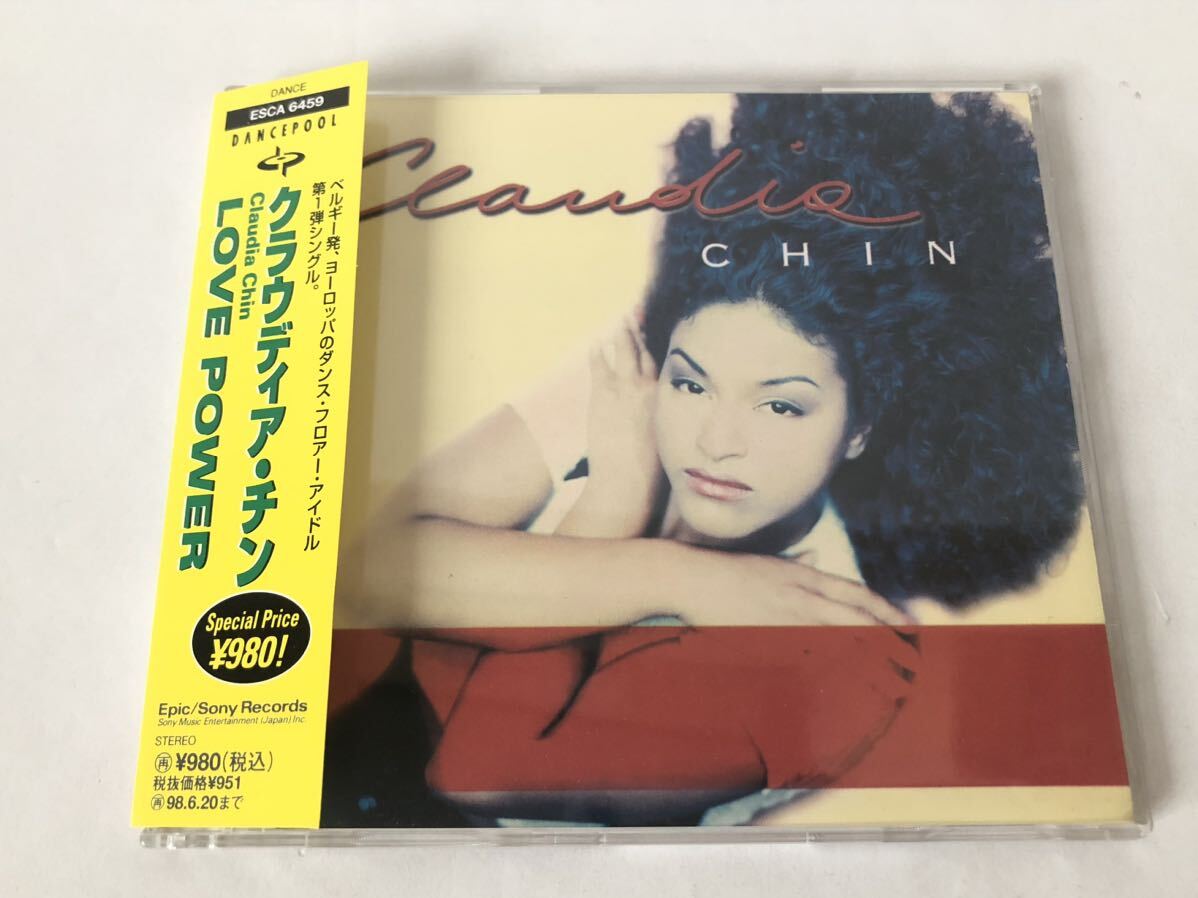 DANCE
ESCA 6459
DANCEPOOL
dp
ベルギー発、ヨーロッパのダンス・フロアー・アイドル
第1弾シングル。
クラウディア・チン
Claudia Chin
LOVE POWER
Special Price
¥980!
Epic/Sony Records
Sony Music Entertainment (Japan) Inc.
STEREO
再 ¥980(税込)
税抜価格¥951
再 98.6.20まで
Claudia
CHIN